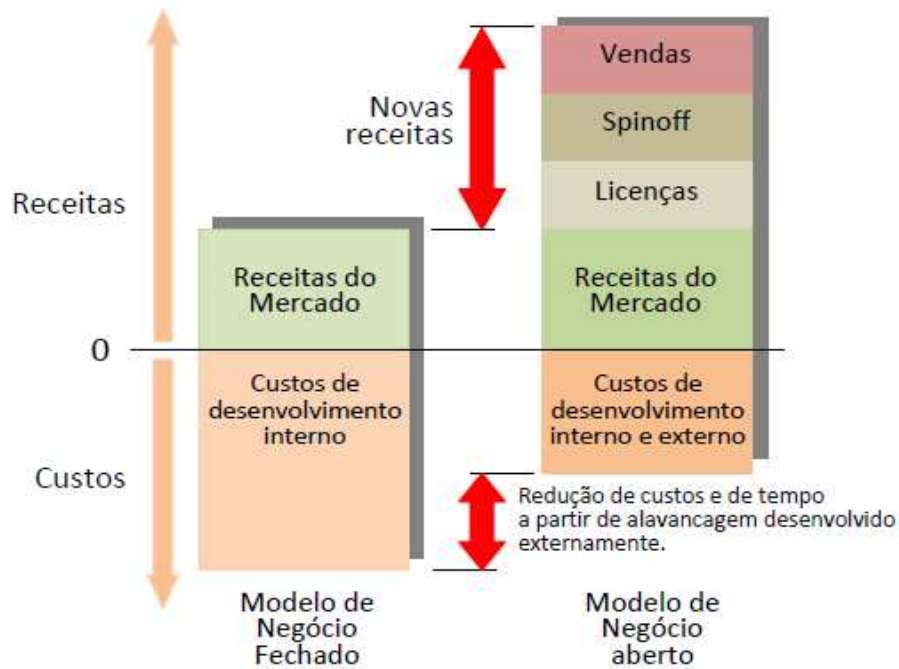 Vendas
Novas
receitas
Spinoff
Receitas
Licenças
Receitas do
Mercado
Receitas do
Mercado
0
Custos de
desenvolvimento
interno
Custos de
desenvolvimento
interno e externo
Custos
Redução de custos e de tempo
a partir de alavancagem desenvolvido
externamente.
Modelo de
Negócio
Fechado
Modelo de
Negócio
aberto